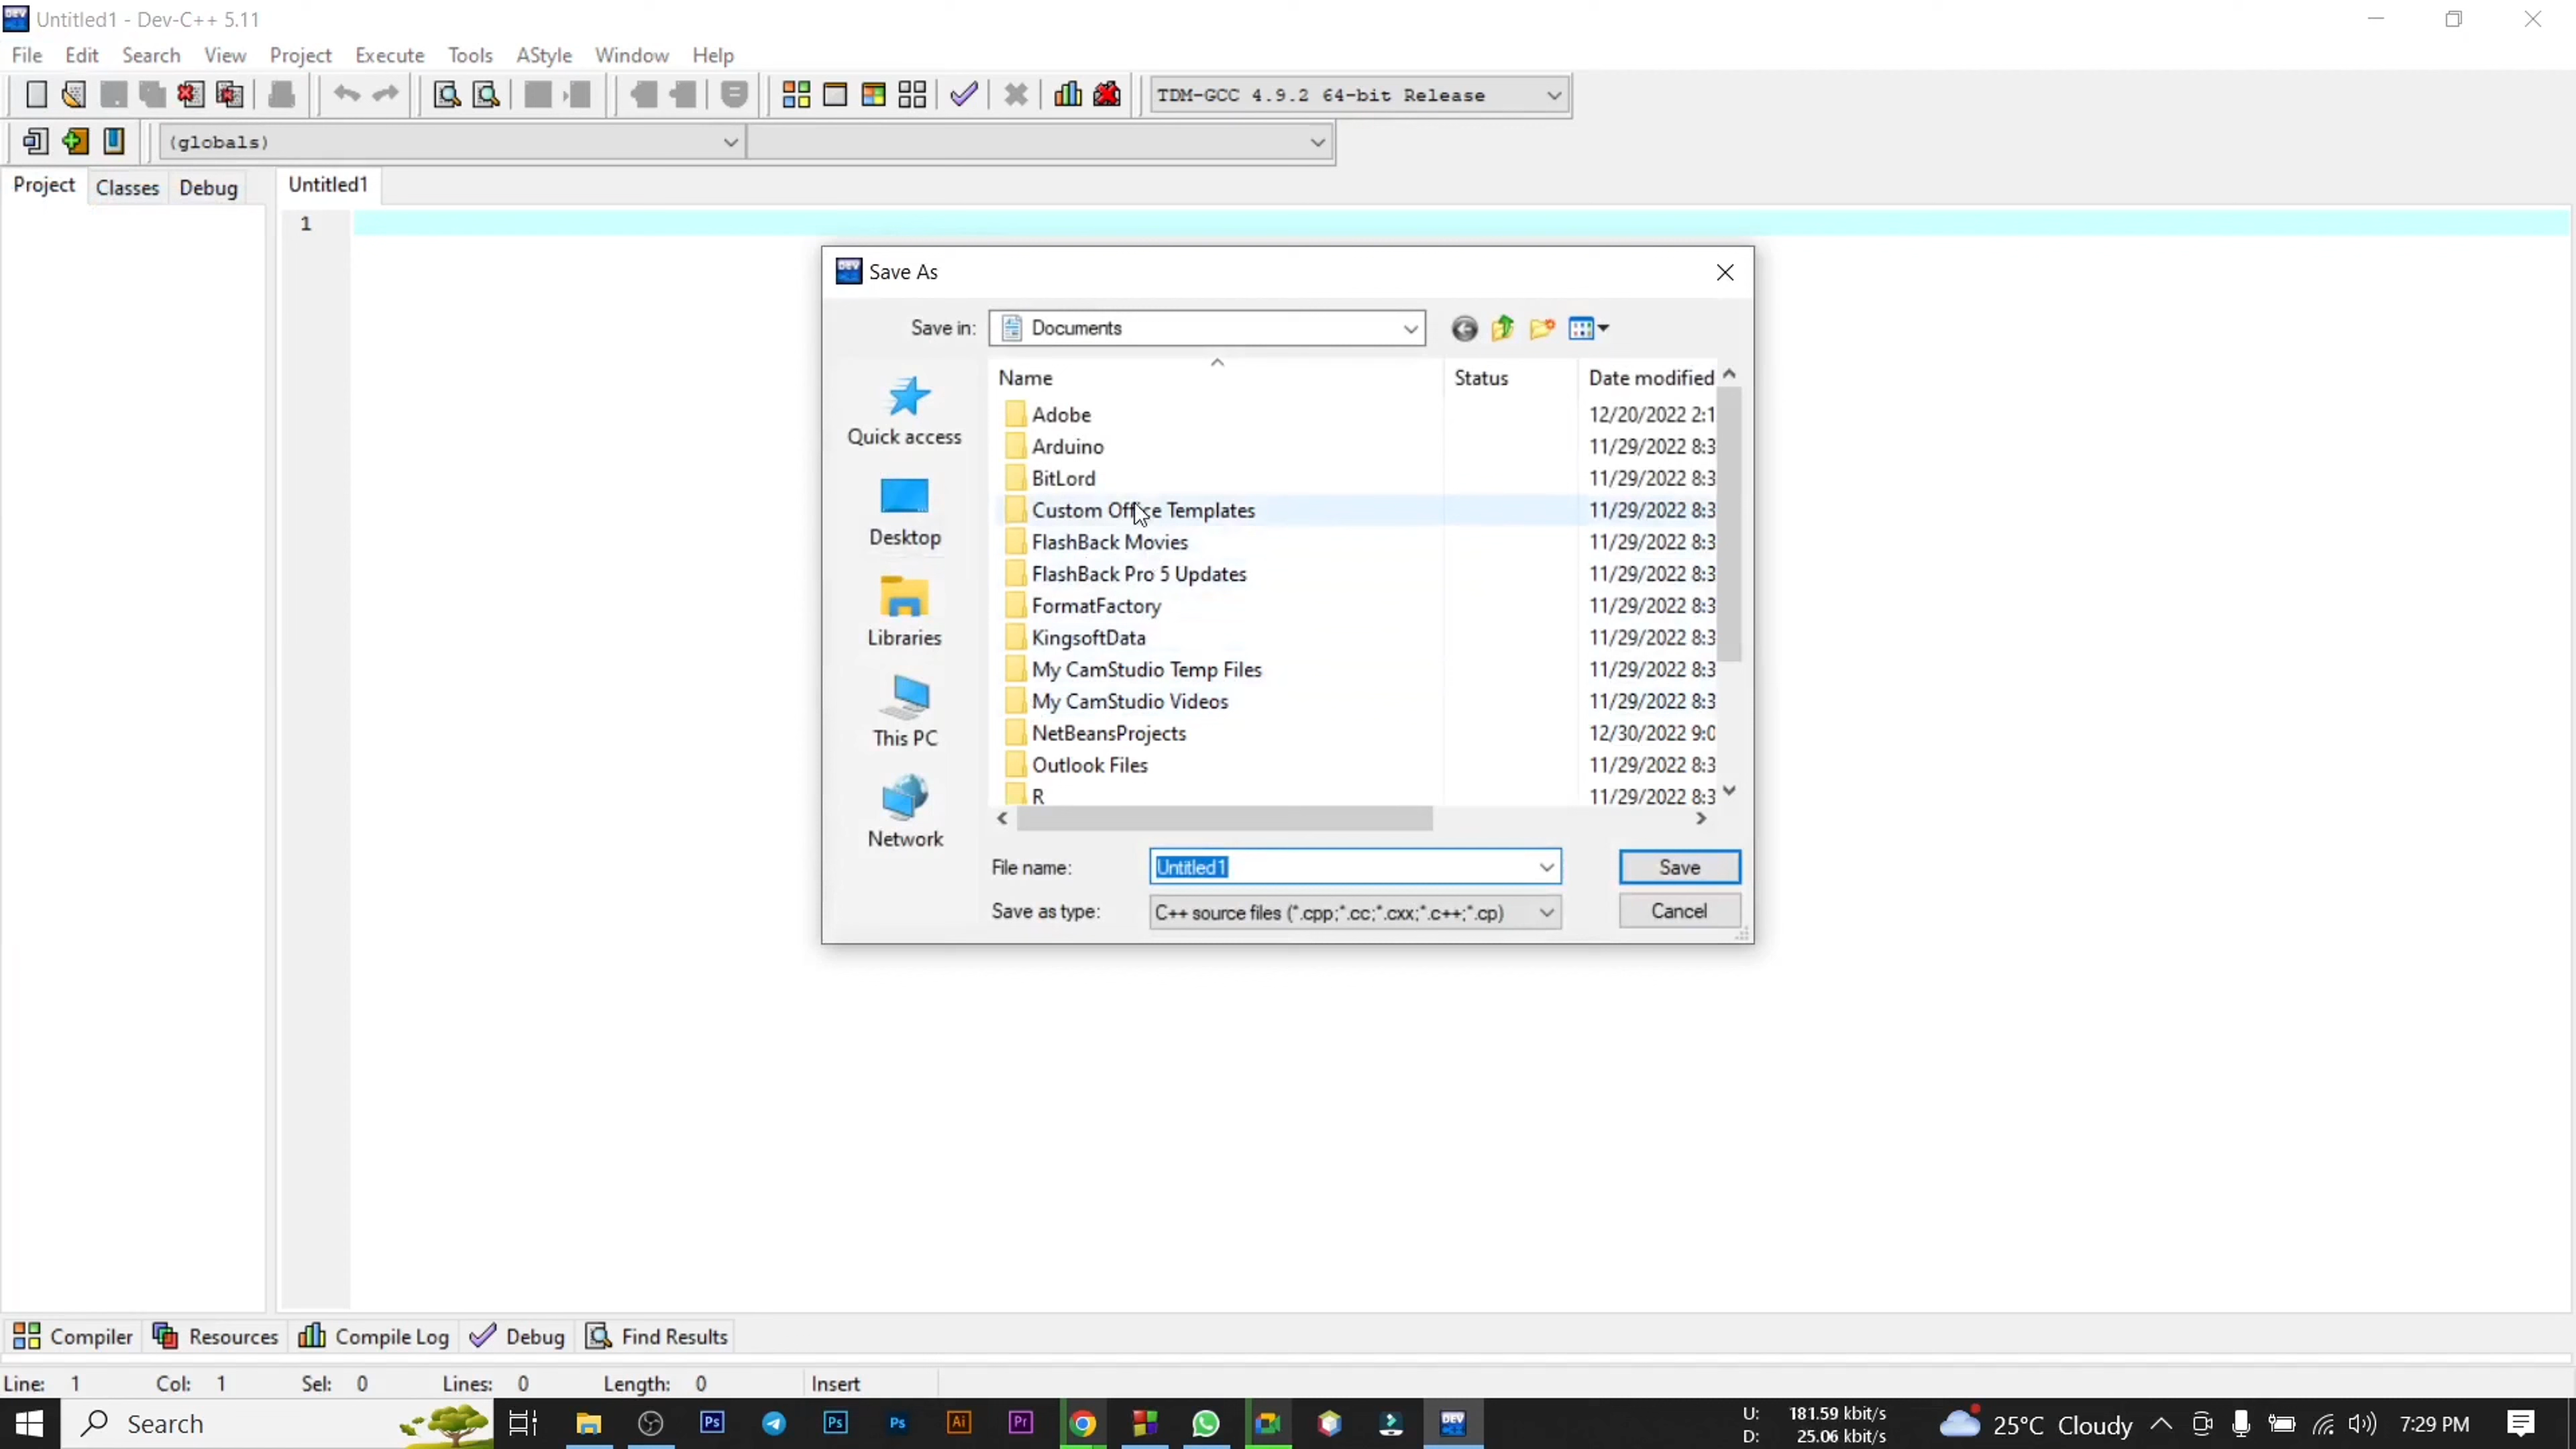 Untitled1 - Dev-C++ 5.11
File Edit Search View Project Execute Tools AStyle Window Help
TDM-GCC 4.9.2 64-bit Release
(globals)
Project Classes Debug Untitled1
1
Save As
Save in: Documents
Name Status Date modified
Quick access
Desktop
Libraries
This PC
Network
Adobe 12/20/2022 2:1
Arduino 11/29/2022 8:3
BitLord 11/29/2022 8:3
Custom Office Templates 11/29/2022 8:3
FlashBack Movies 11/29/2022 8:3
FlashBack Pro 5 Updates 11/29/2022 8:3
FormatFactory 11/29/2022 8:3
KingsoftData 11/29/2022 8:3
My CamStudio Temp Files 11/29/2022 8:3
My CamStudio Videos 11/29/2022 8:3
NetBeansProjects 12/30/2022 9:0
Outlook Files 11/29/2022 8:3
R 11/29/2022 8:3
File name: Untitled1 Save
Save as type: C++ source files (*.cpp;*.cc;*.cxx;*.c++;*.cp) Cancel
Compiler Resources Compile Log Debug Find Results
Line: 1 Col: 1 Sel: 0 Lines: 0 Length: 0 Insert
Search
Ps Ps Ps Ai Pr DEV
U: 181.59 kbit/s
D: 25.06 kbit/s
25°C Cloudy 7:29 PM